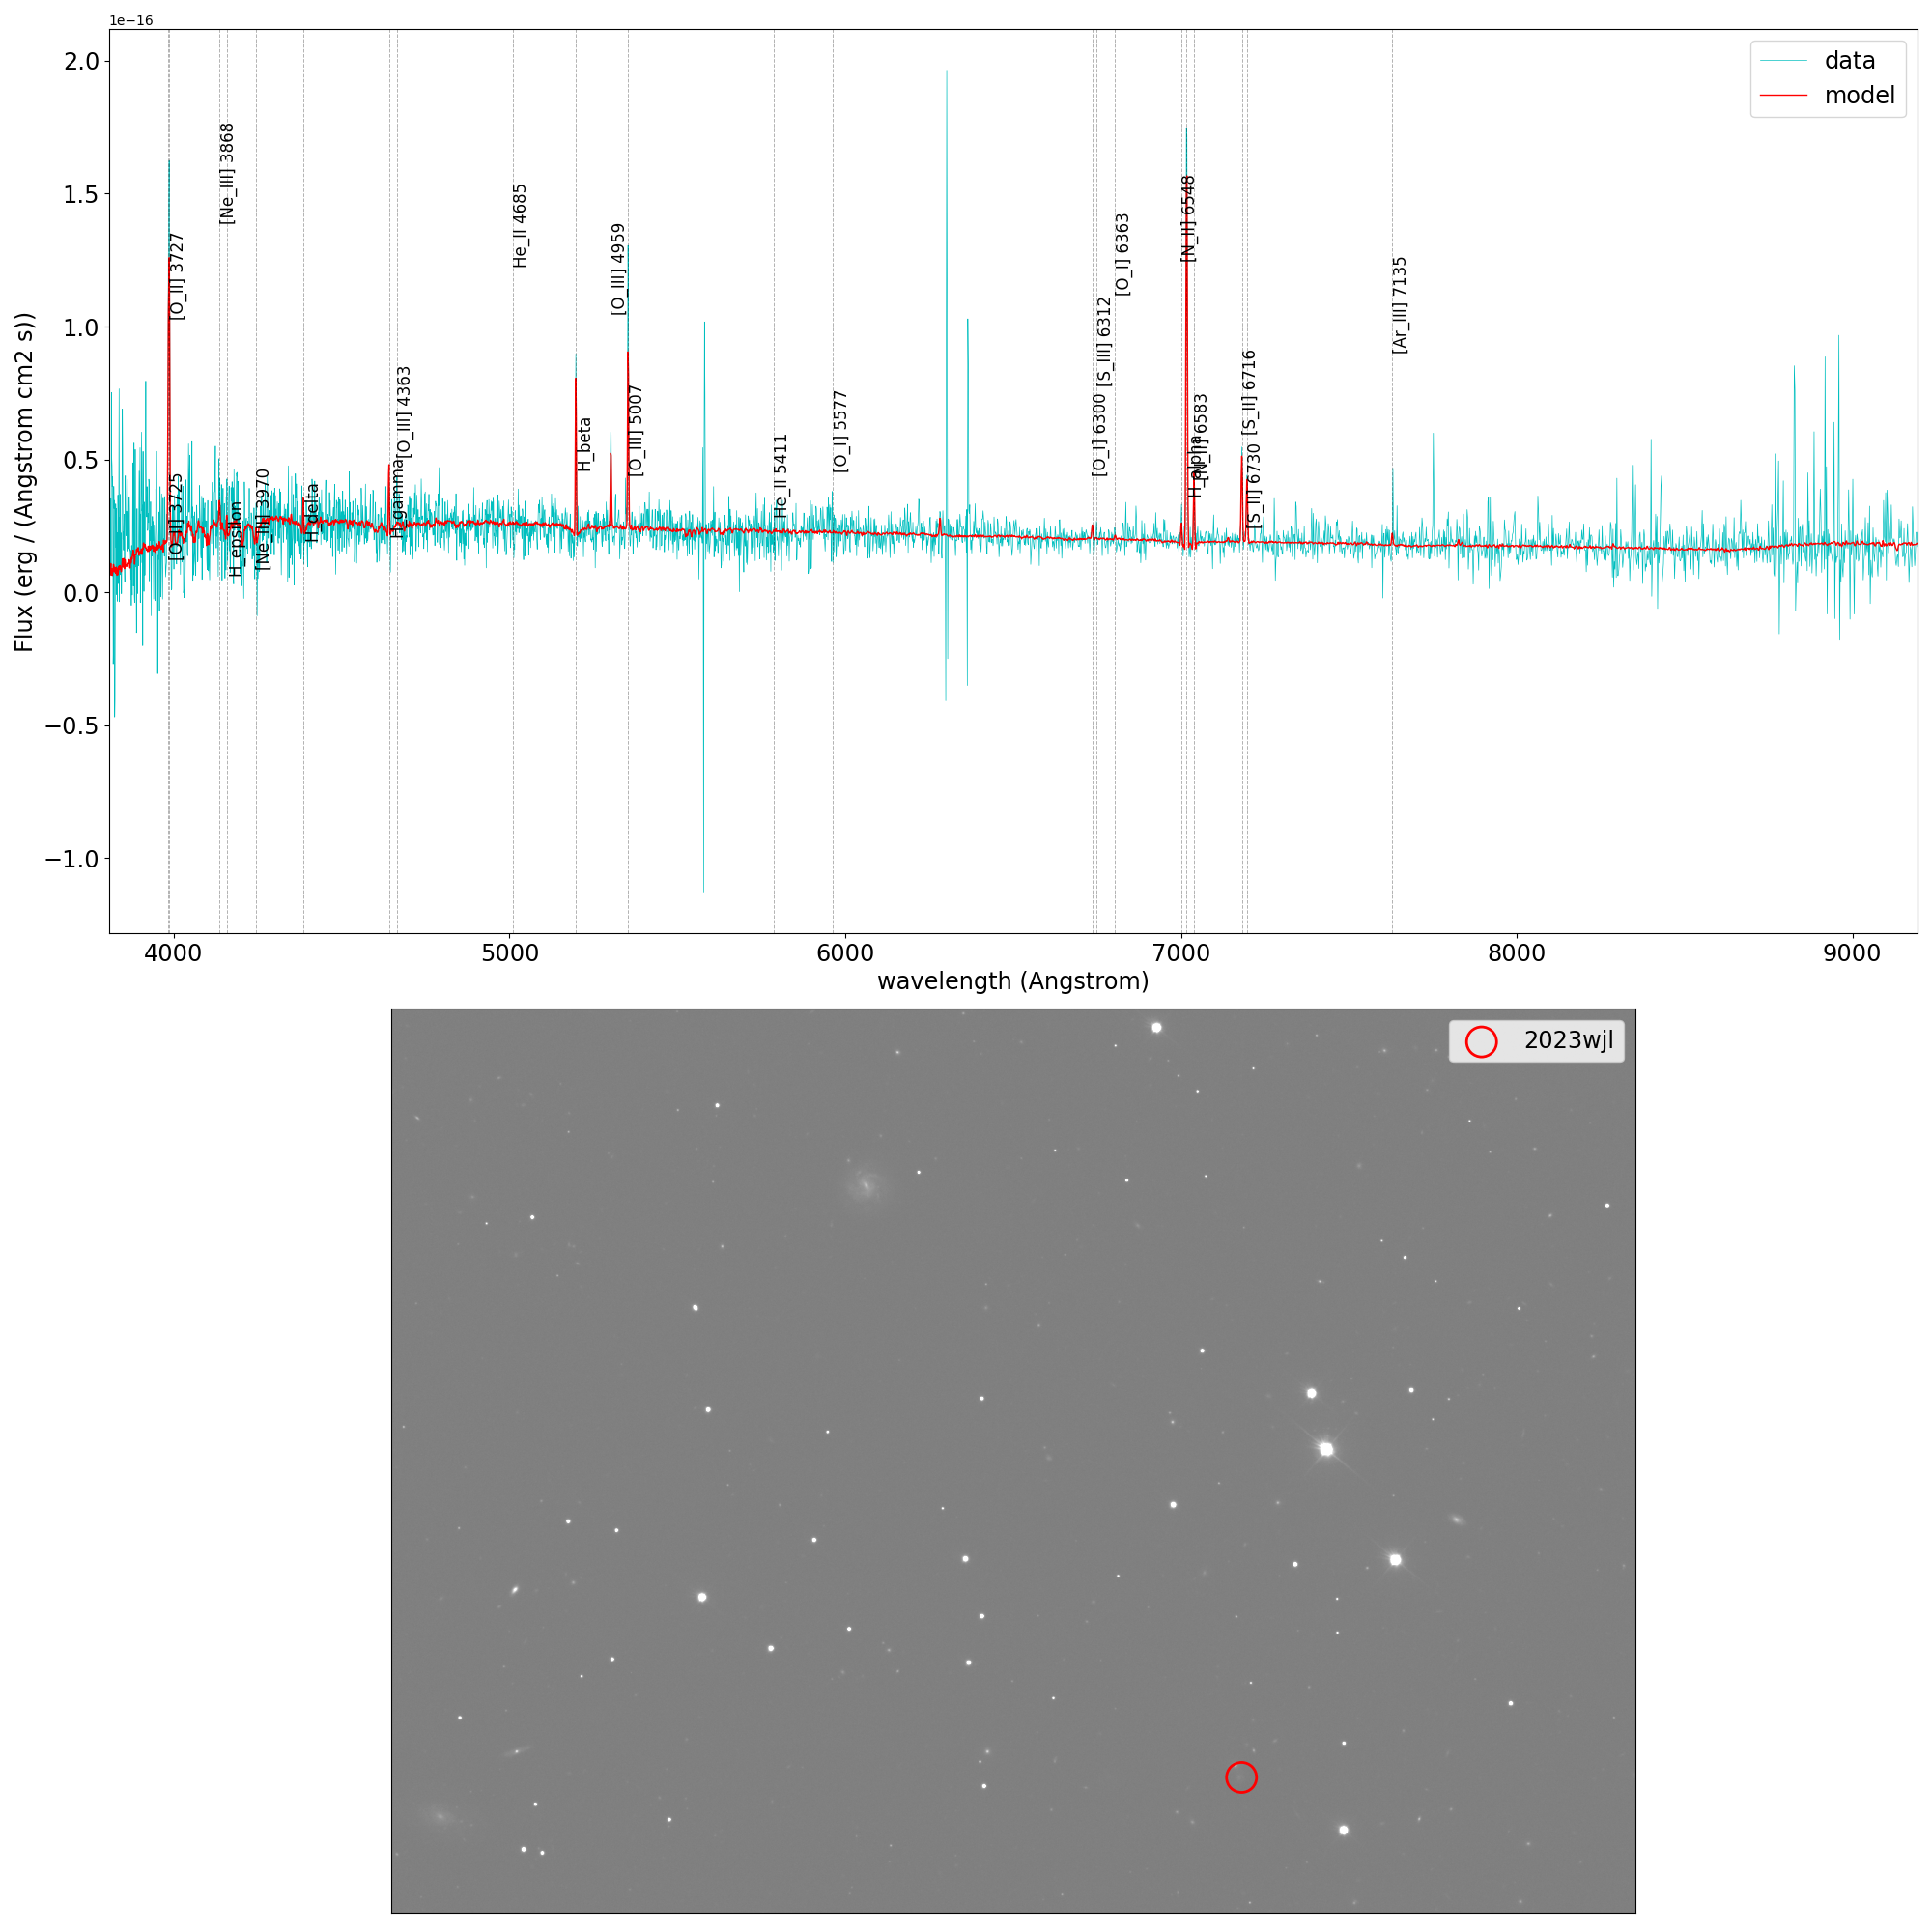 1e−16
data
model
2.0
1.5
1.0
0.5
0.0
−0.5
−1.0
Flux (erg / (Angstrom cm2 s))
[O_II] 3725
[O_II] 3727
[Ne_III] 3868
H_epsilon
[Ne_III] 3970
H_delta
H_gamma
[O_III] 4363
He_II 4685
H_beta
[O_III] 4959
[O_III] 5007
He_II 5411
[O_I] 5577
[O_I] 6300
[S_III] 6312
[O_I] 6363
[N_II] 6548
H_alpha
[N_II] 6583
[S_II] 6716
[S_II] 6730
[Ar_III] 7135
4000 5000 6000 7000 8000 9000
wavelength (Angstrom)
2023wjl